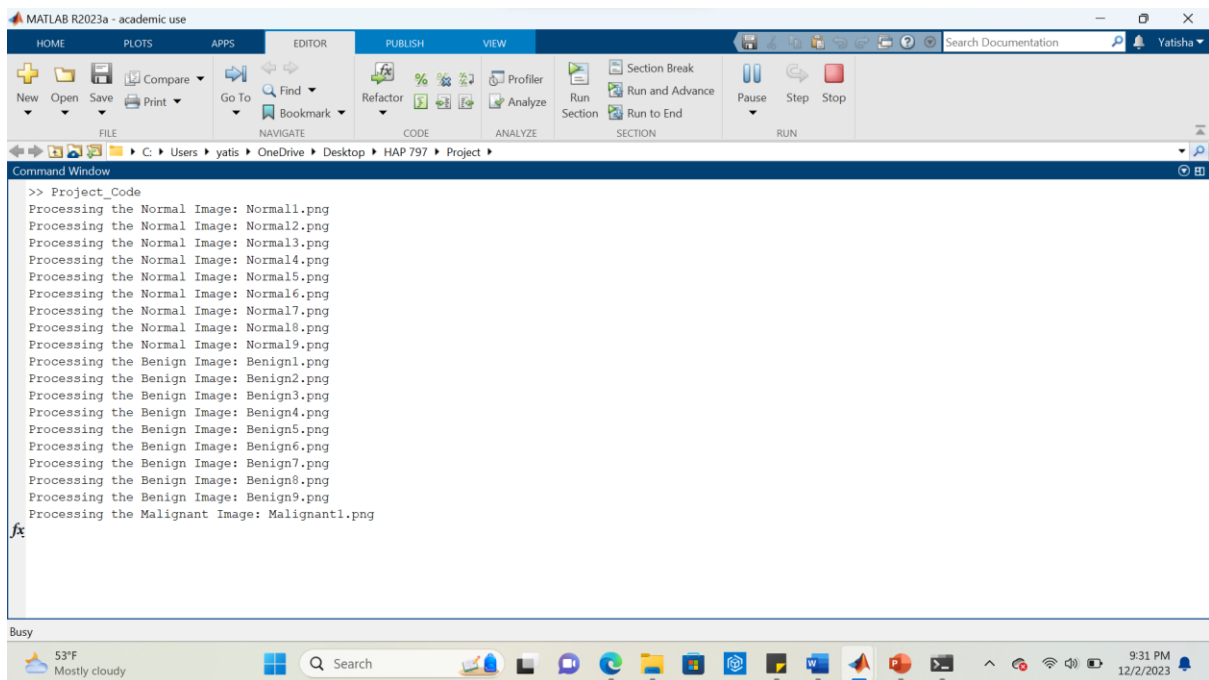 MATLAB R2023a - academic use
HOME PLOTS APPS EDITOR PUBLISH VIEW Search Documentation Yatisha
New Open Save Compare Print Go To Find Bookmark Refactor Profiler Analyze Run Section Section Break Run and Advance Run to End Pause Step Stop
FILE NAVIGATE CODE ANALYZE SECTION RUN
C: Users yatis OneDrive Desktop HAP 797 Project
Command Window
>> Project_Code
Processing the Normal Image: Normal1.png
Processing the Normal Image: Normal2.png
Processing the Normal Image: Normal3.png
Processing the Normal Image: Normal4.png
Processing the Normal Image: Normal5.png
Processing the Normal Image: Normal6.png
Processing the Normal Image: Normal7.png
Processing the Normal Image: Normal8.png
Processing the Normal Image: Normal9.png
Processing the Benign Image: Benign1.png
Processing the Benign Image: Benign2.png
Processing the Benign Image: Benign3.png
Processing the Benign Image: Benign4.png
Processing the Benign Image: Benign5.png
Processing the Benign Image: Benign6.png
Processing the Benign Image: Benign7.png
Processing the Benign Image: Benign8.png
Processing the Benign Image: Benign9.png
Processing the Malignant Image: Malignant1.png
fx
Busy
53°F
Mostly cloudy
Search
9:31 PM
12/2/2023